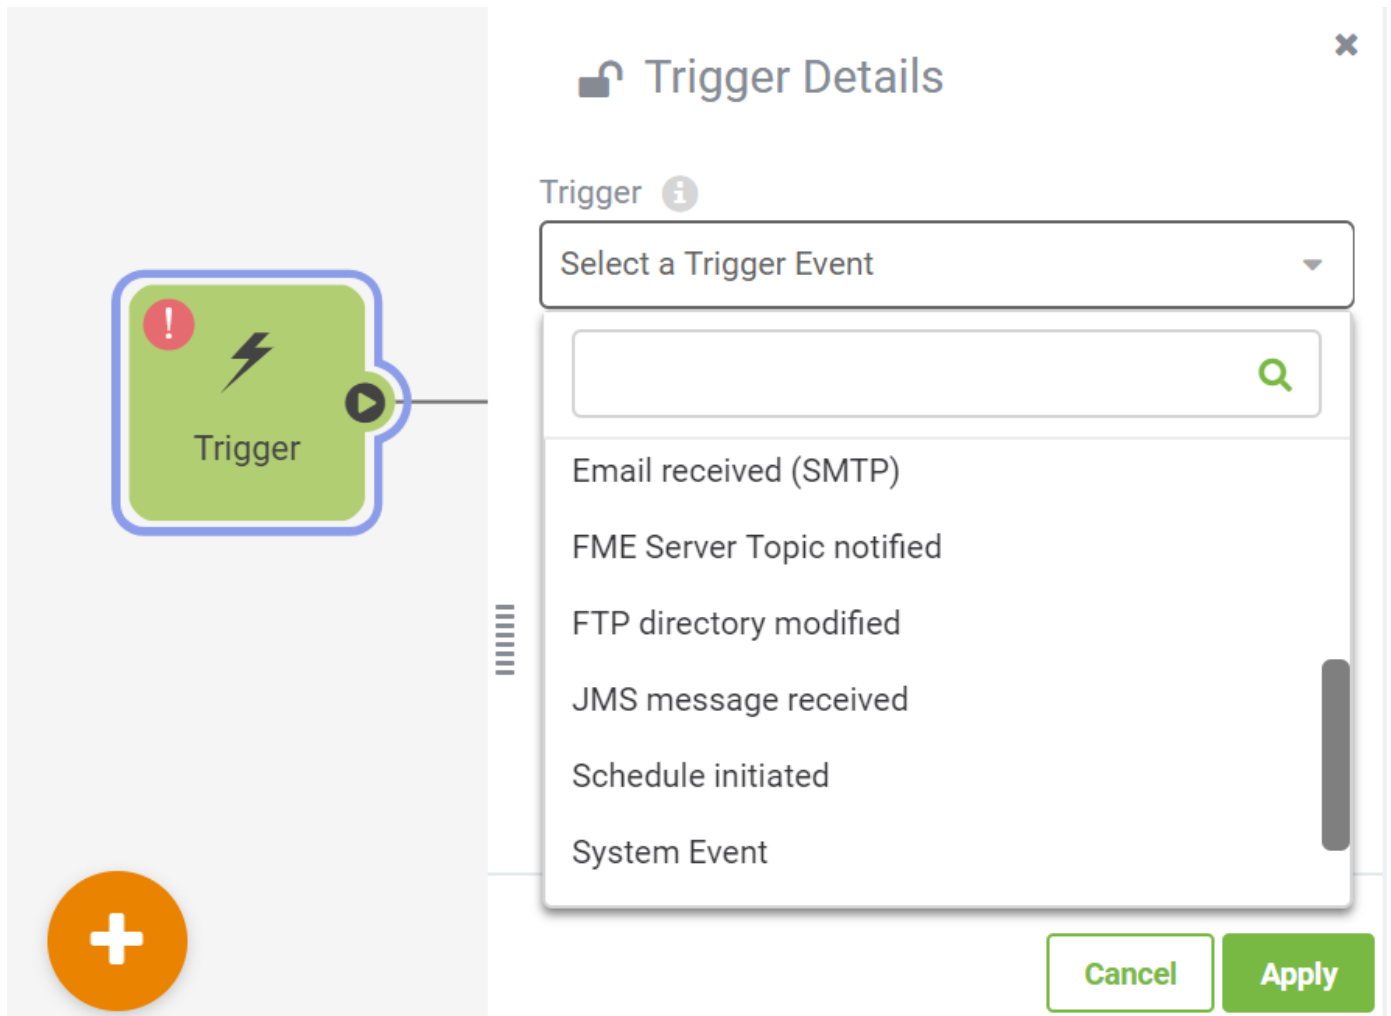 Trigger Details
Trigger
Select a Trigger Event
Trigger
Email received (SMTP)
FME Server Topic notified
FTP directory modified
JMS message received
Schedule initiated
System Event
Cancel
Apply